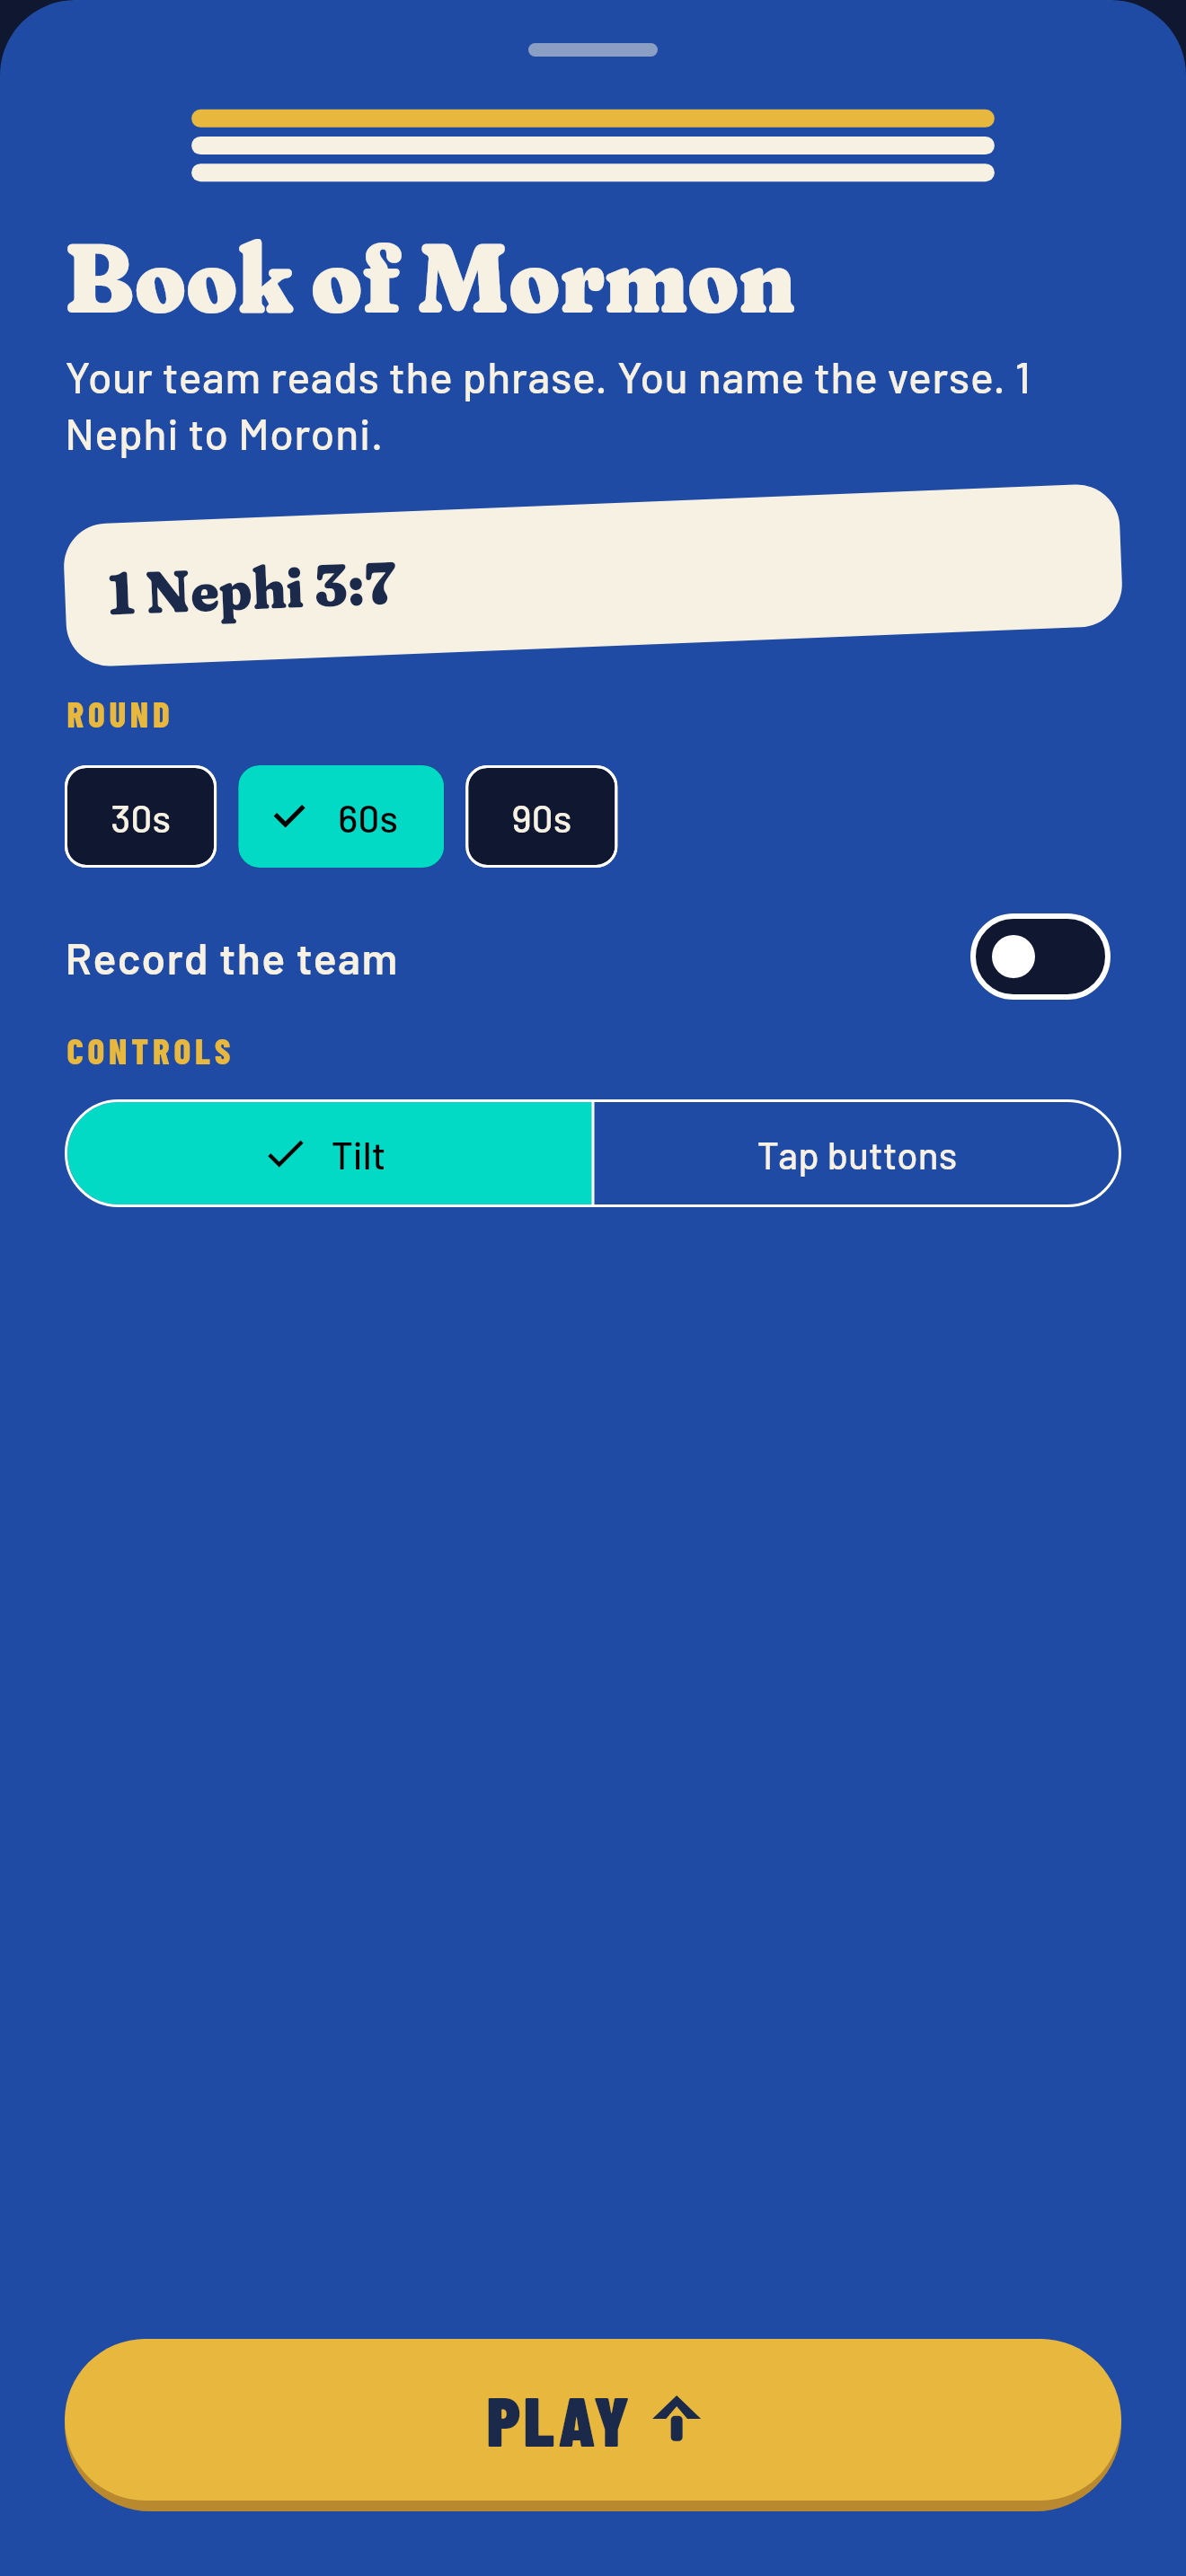 Book of Mormon
Your team reads the phrase. You name the verse. 1
Nephi to Moroni.
1 Nephi 3:7
ROUND
30s
60s
90s
Record the team
CONTROLS
Tilt
Tap buttons
PLAY